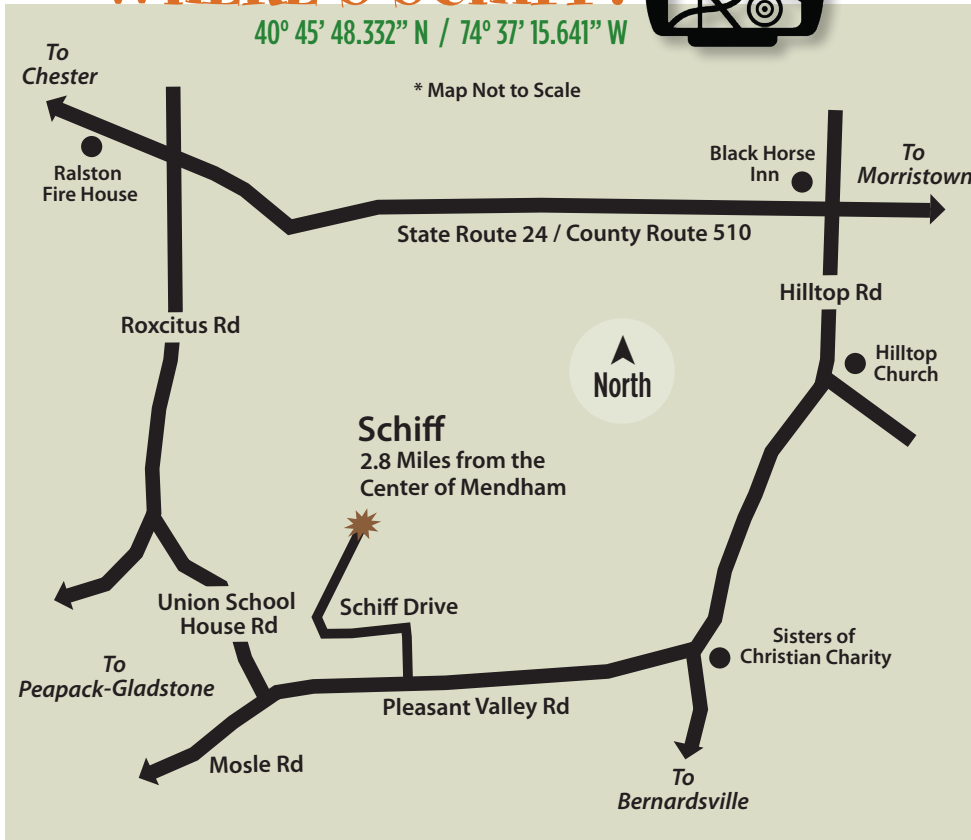 WHERE'S SCHIFF?
40° 45’ 48.332” N / 74° 37’ 15.641” W
To
Chester
* Map Not to Scale
Ralston
Fire House
Black Horse
Inn
To
Morristown
State Route 24 / County Route 510
Hilltop Rd
Roxcitus Rd
North
Hilltop
Church
Schiff
2.8 Miles from the
Center of Mendham
Union School
House Rd
Schiff Drive
Sisters of
Christian Charity
To
Peapack-Gladstone
Pleasant Valley Rd
Mosle Rd
To
Bernardsville